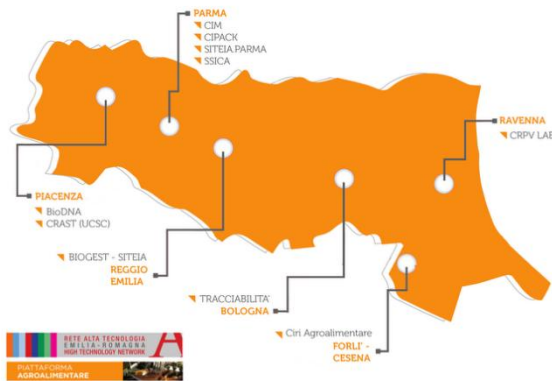 PARMA
CIM
CIPACK
SITEIA.PARMA
SSICA
RAVENNA
CRPV LAB
PIACENZA
BioDNA
CRAST (UCSC)
BIOGEST - SITEIA
REGGIO
EMILIA
TRACCIABILITA'
BOLOGNA
Ciri Agroalimentare
FORLI' -
CESENA
RETE ALTA TECNOLOGIA
EMILIA-ROMAGNA
HIGH TECHNOLOGY NETWORK
PIATTAFORMA
AGROALIMENTARE